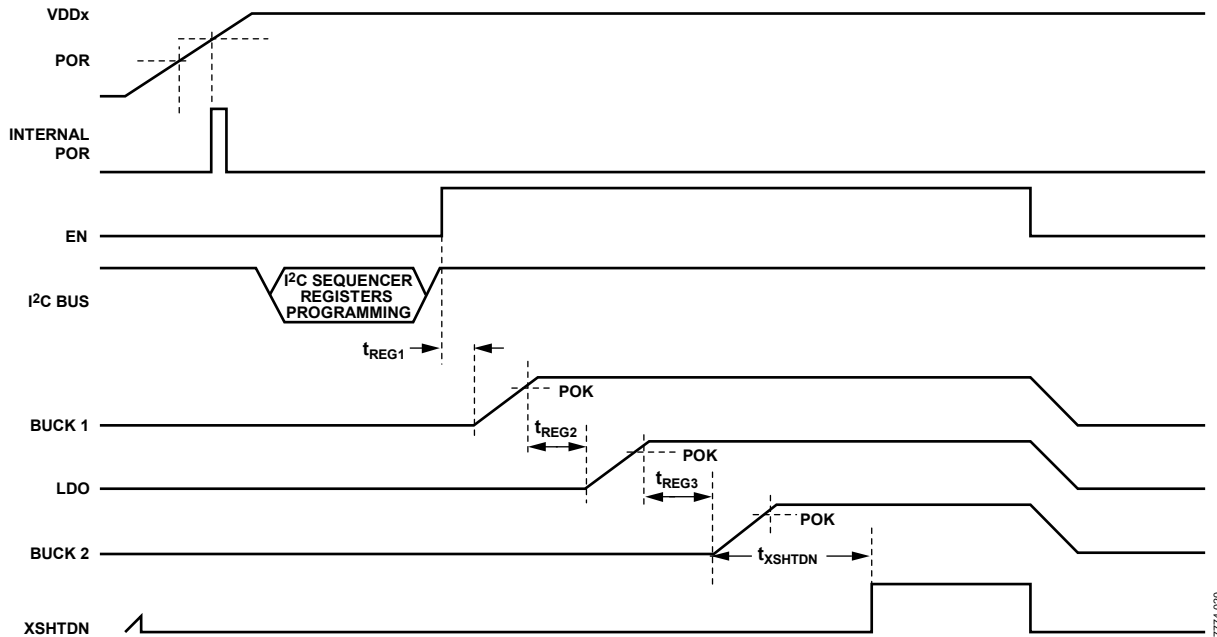 VDDx
POR
INTERNAL
POR
EN
I2C BUS
I2C SEQUENCER
REGISTERS
PROGRAMMING
tREG1
POK
BUCK 1
tREG2
POK
LDO
tREG3
POK
BUCK 2
tXSHTDN
XSHTDN